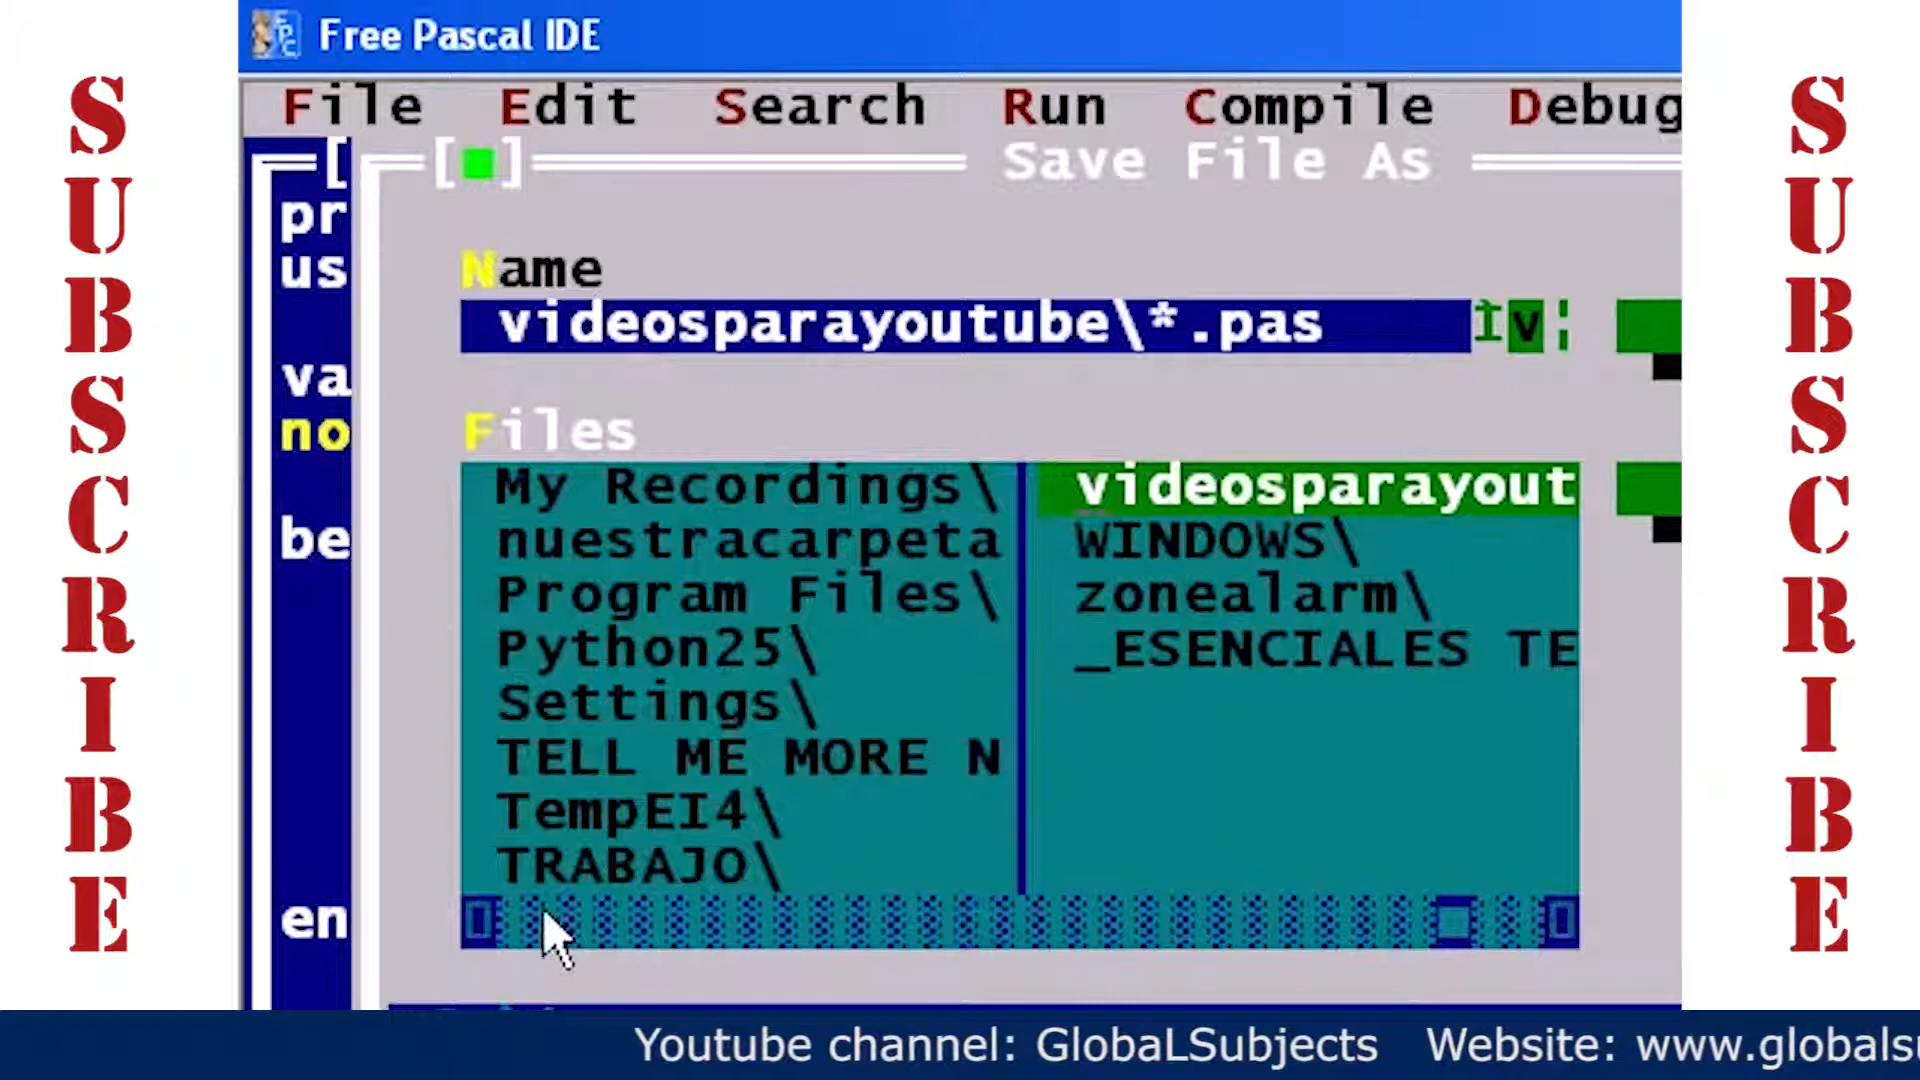 Free Pascal IDE
File Edit Search Run Compile Debug
Save File As
pr
us
va
no
be
en
Name
videosparayoutube\*.pas
Files
My Recordings\
nuestracarpeta
Program Files\
Python25\
Settings\
TELL ME MORE N
TempEI4\
TRABAJO\
videosparayout
WINDOWS\
zonealarm\
_ESENCIALES TE
SUBSCRIBE
SUBSCRIBE
Youtube channel: GlobaLSubjects Website: www.globalsu